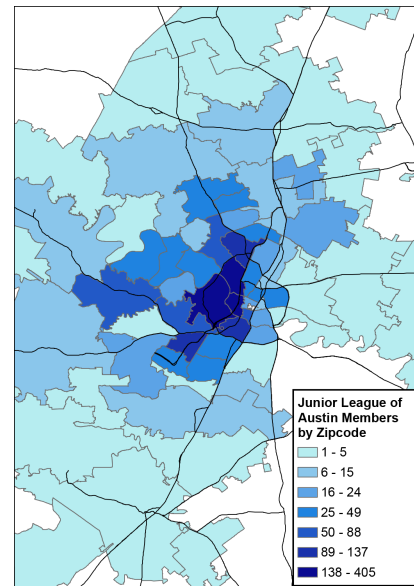 Junior League of
Austin Members
by Zipcode
1 - 5
6 - 15
16 - 24
25 - 49
50 - 88
89 - 137
138 - 405